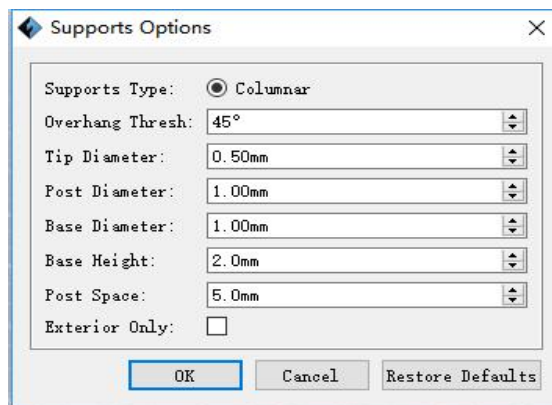 Supports Options
Supports Type: Columnar
Overhang Thresh: 45°
Tip Diameter: 0.50mm
Post Diameter: 1.00mm
Base Diameter: 1.00mm
Base Height: 2.0mm
Post Space: 5.0mm
Exterior Only:
OK Cancel Restore Defaults